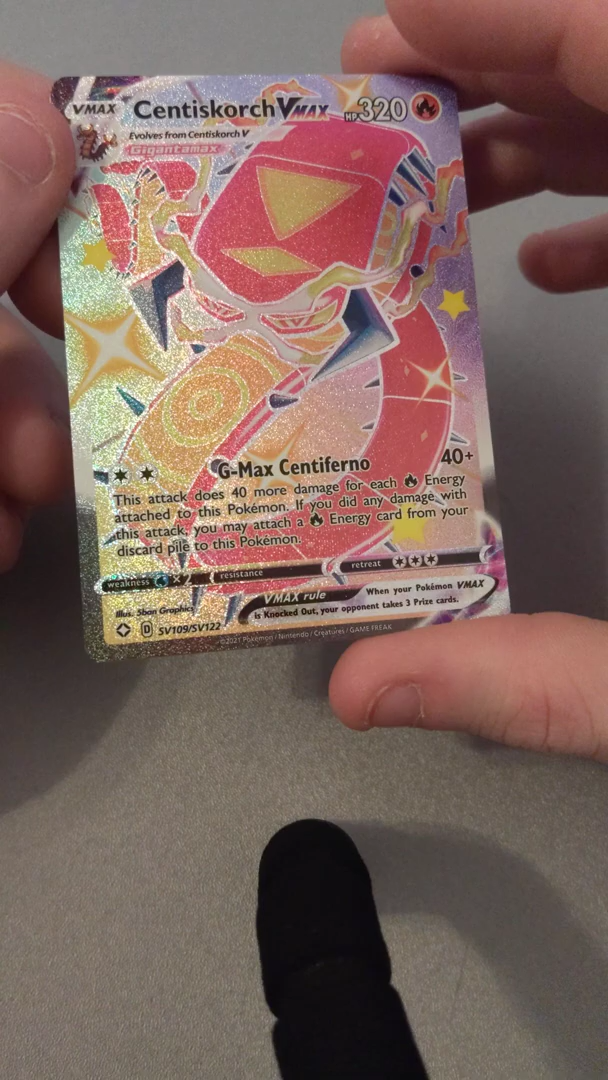 VMAX Centiskorch VMAX HP 320
Evolves from Centiskorch V
Gigantamax
G-Max Centiferno 40+
This attack does 40 more damage for each Energy
attached to this Pokémon. If you did any damage with
this attack, you may attach a Energy card from your
discard pile to this Pokémon.
weakness ×2 resistance retreat
VMAX rule When your Pokémon VMAX
is Knocked Out, your opponent takes 3 Prize cards.
Illus. 5ban Graphics
D SV109/SV122
©2021 Pokémon / Nintendo / Creatures / GAME FREAK